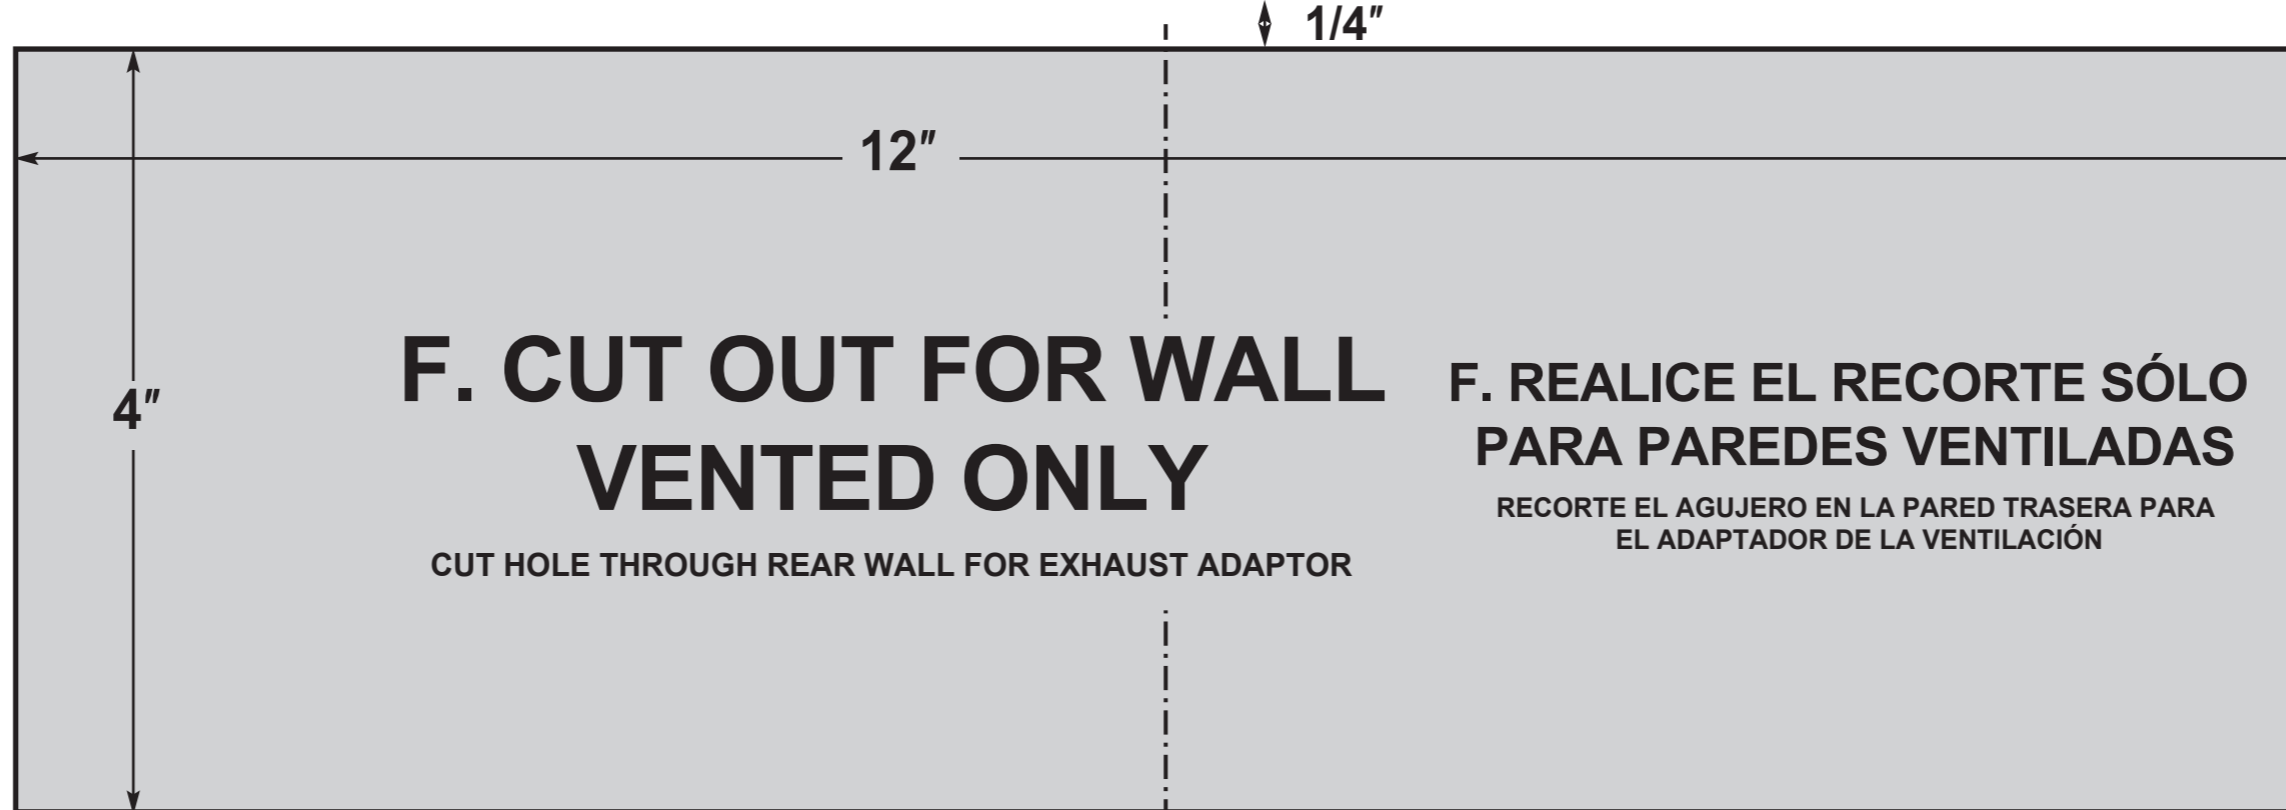 1/4″
12″
4″
F. CUT OUT FOR WALL
VENTED ONLY
CUT HOLE THROUGH REAR WALL FOR EXHAUST ADAPTOR
F. REALICE EL RECORTE SÓLO
PARA PAREDES VENTILADAS
RECORTE EL AGUJERO EN LA PARED TRASERA PARA
EL ADAPTADOR DE LA VENTILACIÓN